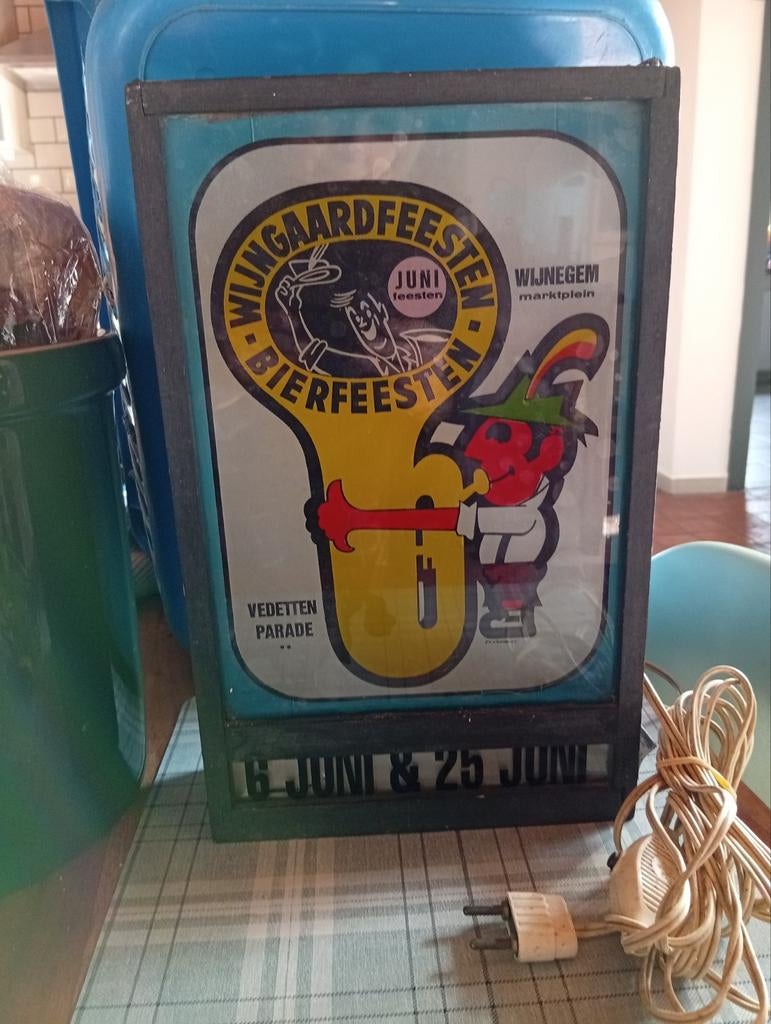 WIJNGAARDFEESTEN
JUNI
feesten
WIJNEGEM
marktplein
· BIERFEESTEN ·
VEDETTEN
PARADE
6 JUNI & 25 JUNI